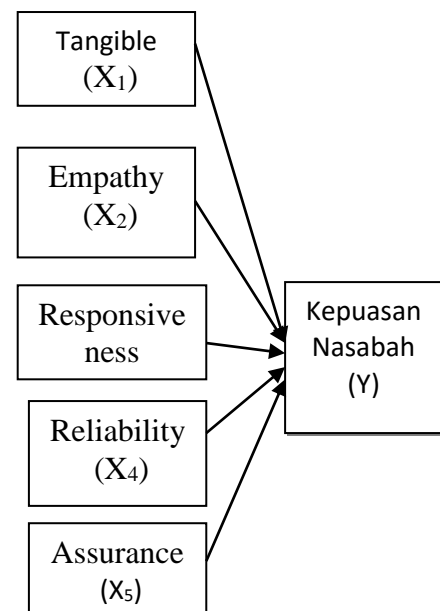 Tangible
(X₁)
Empathy
(X₂)
Responsive
ness
Reliability
(X₄)
Assurance
(X₅)
Kepuasan
Nasabah
(Y)